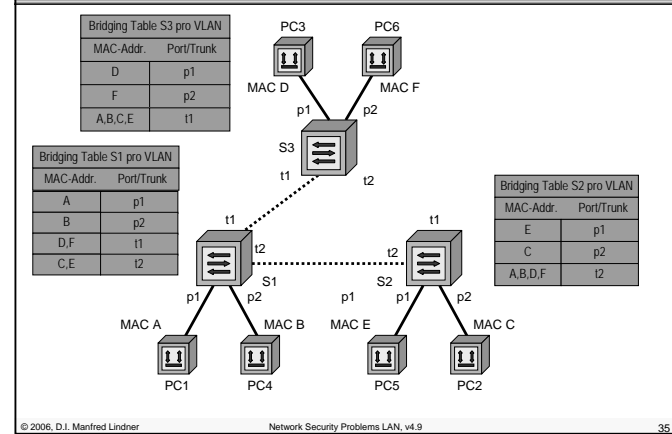 Bridging Table S3 pro VLAN
MAC-Addr. Port/Trunk
D p1
F p2
A,B,C,E t1
PC3 PC6
MAC D MAC F
p1 p2
S3
t1 t2
Bridging Table S1 pro VLAN
MAC-Addr. Port/Trunk
A p1
B p2
D,F t1
C,E t2
Bridging Table S2 pro VLAN
MAC-Addr. Port/Trunk
E p1
C p2
A,B,D,F t2
t1 t1
t2 t2
S1 S2
p1 p2 p1 p1 p2
MAC A MAC B MAC E MAC C
PC1 PC4 PC5 PC2
© 2006, D.I. Manfred Lindner Network Security Problems LAN, v4.9 35